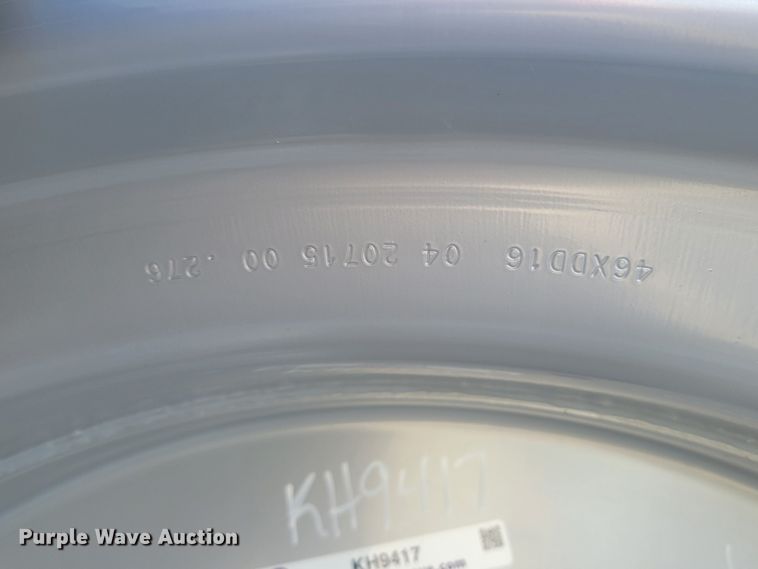 46XDD16 04 20715 00 .276
KH9417
KH9417
Purple Wave Auction